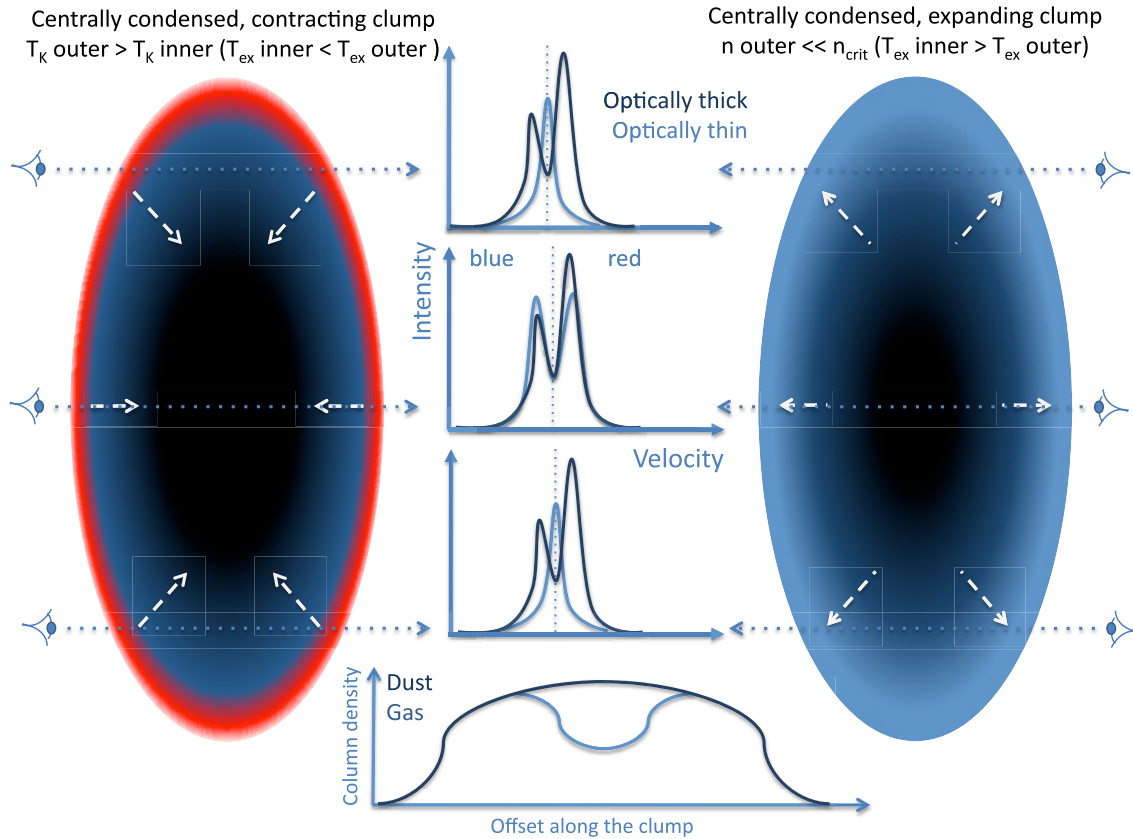 Centrally condensed, contracting clump
T_K outer > T_K inner (T_ex inner < T_ex outer )
Centrally condensed, expanding clump
n outer << n_crit (T_ex inner > T_ex outer)
Optically thick
Optically thin
Intensity
blue
red
Velocity
Column density
Dust
Gas
Offset along the clump